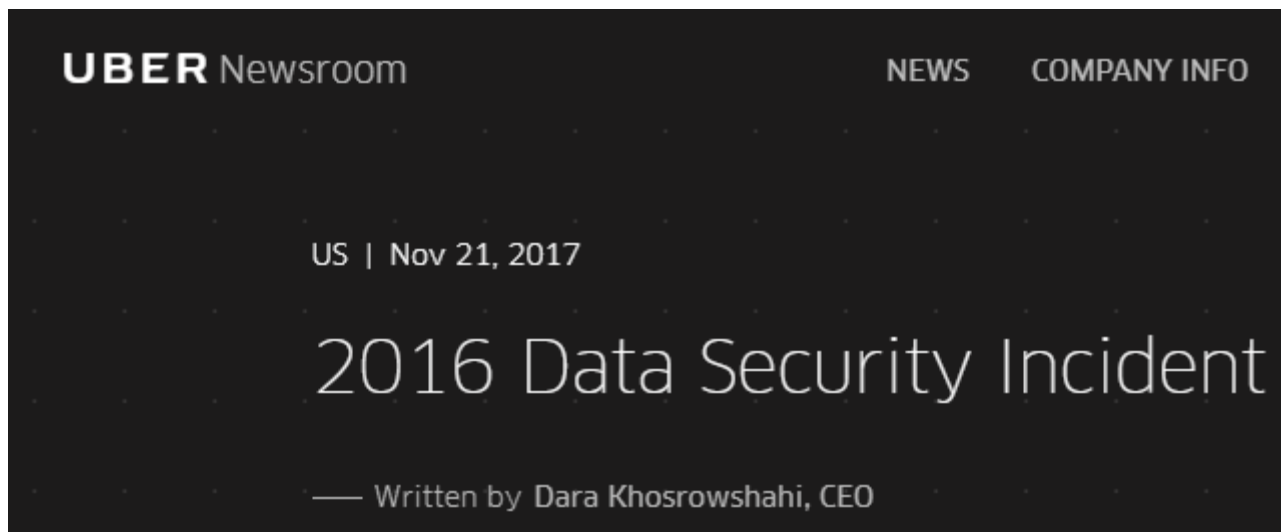 UBER Newsroom NEWS COMPANY INFO
US | Nov 21, 2017
2016 Data Security Incident
— Written by Dara Khosrowshahi, CEO